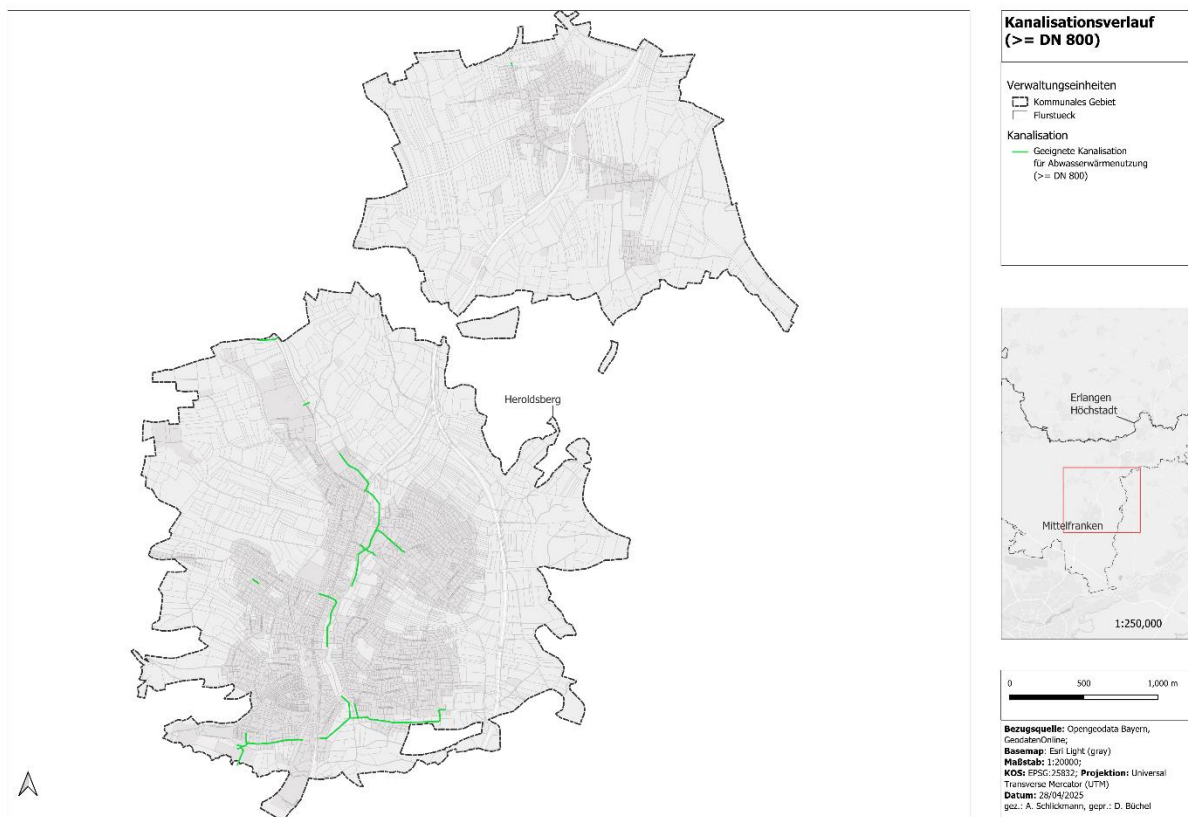 Kanalisationsverlauf
(>= DN 800)
Verwaltungseinheiten
Kommunales Gebiet
Flurstueck
Kanalisation
Geeignete Kanalisation
für Abwasserwärmenutzung
(>= DN 800)
Heroldsberg
Erlangen
Höchstadt
Mittelfranken
1:250,000
0 500 1,000 m
Bezugsquelle: Opengeodata Bayern,
GeodatenOnline;
Basemap: Esri Light (gray)
Maßstab: 1:20000;
KOS: EPSG:25832; Projektion: Universal
Transverse Mercator (UTM)
Datum: 28/04/2025
gez.: A. Schlickmann, gepr.: D. Büchel